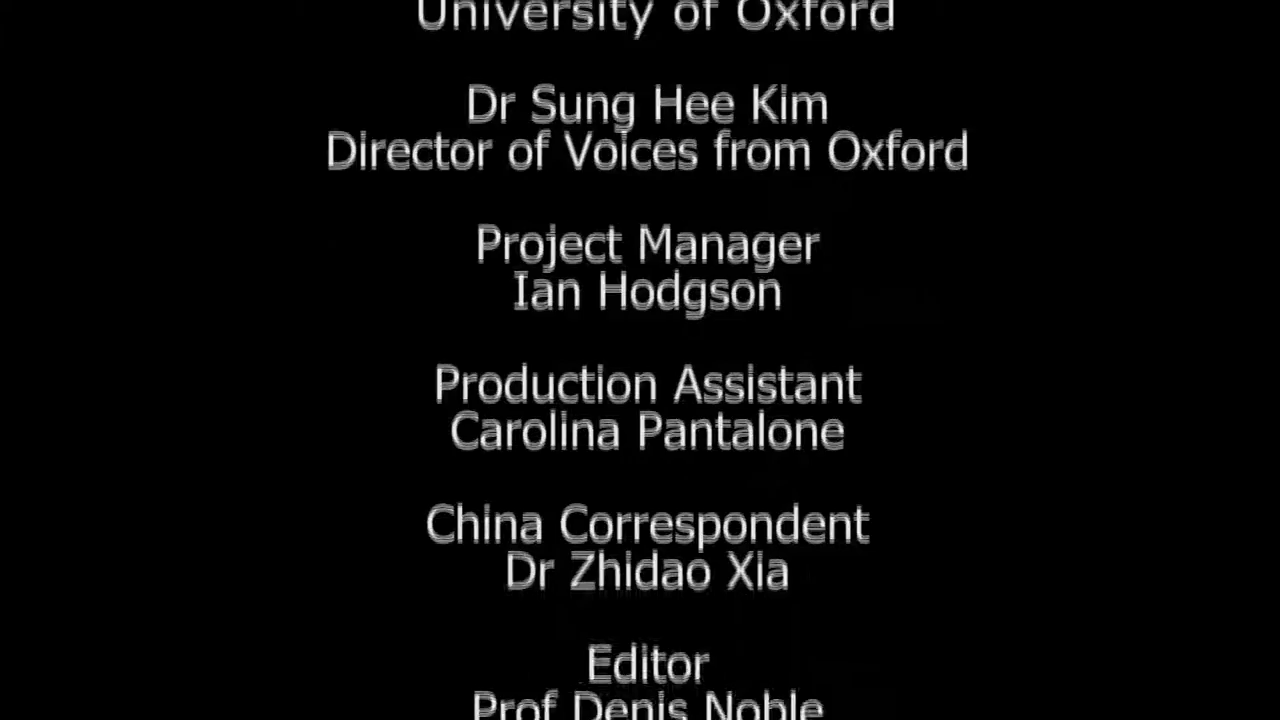 University of Oxford
Dr Sung Hee Kim
Director of Voices from Oxford
Project Manager
Ian Hodgson
Production Assistant
Carolina Pantalone
China Correspondent
Dr Zhidao Xia
Editor
Prof Denis Noble